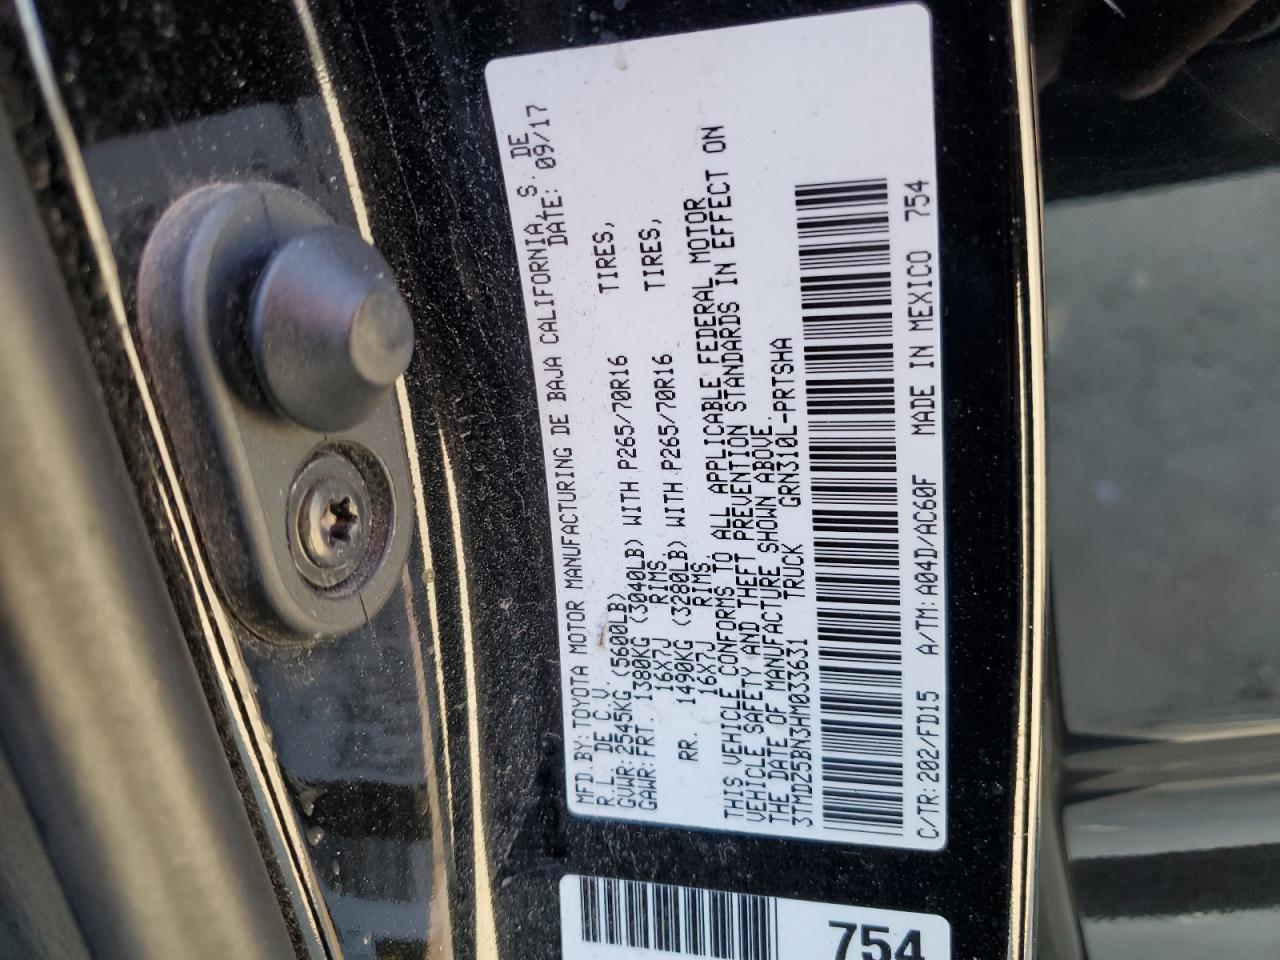 MFD.BY:TOYOTA MOTOR MANUFACTURING DE BAJA CALIFORNIA, S. DE
R.L. DE C.V. DATE: 09/17
GVWR:2545KG (5600LB)
GAWR:FRT. 1380KG (3040LB) WITH P265/70R16 TIRES,
16X7J RIMS.
RR. 1490KG (3280LB) WITH P265/70R16 TIRES,
16X7J RIMS.
THIS VEHICLE CONFORMS TO ALL APPLICABLE FEDERAL MOTOR
VEHICLE SAFETY AND THEFT PREVENTION STANDARDS IN EFFECT ON
THE DATE OF MANUFACTURE SHOWN ABOVE.
3TMDZ5BN3HM033631 TRUCK GRN310L-PRTSHA
C/TR:202/FD15 A/TM:A04D/AC60F MADE IN MEXICO 754
754